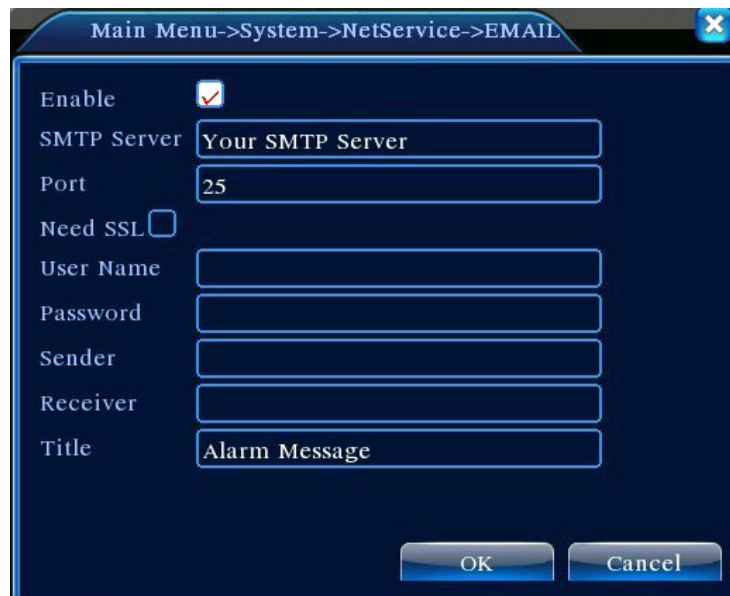 Main Menu->System->NetService->EMAIL
Enable
SMTP Server Your SMTP Server
Port 25
Need SSL
User Name
Password
Sender
Receiver
Title Alarm Message
OK Cancel